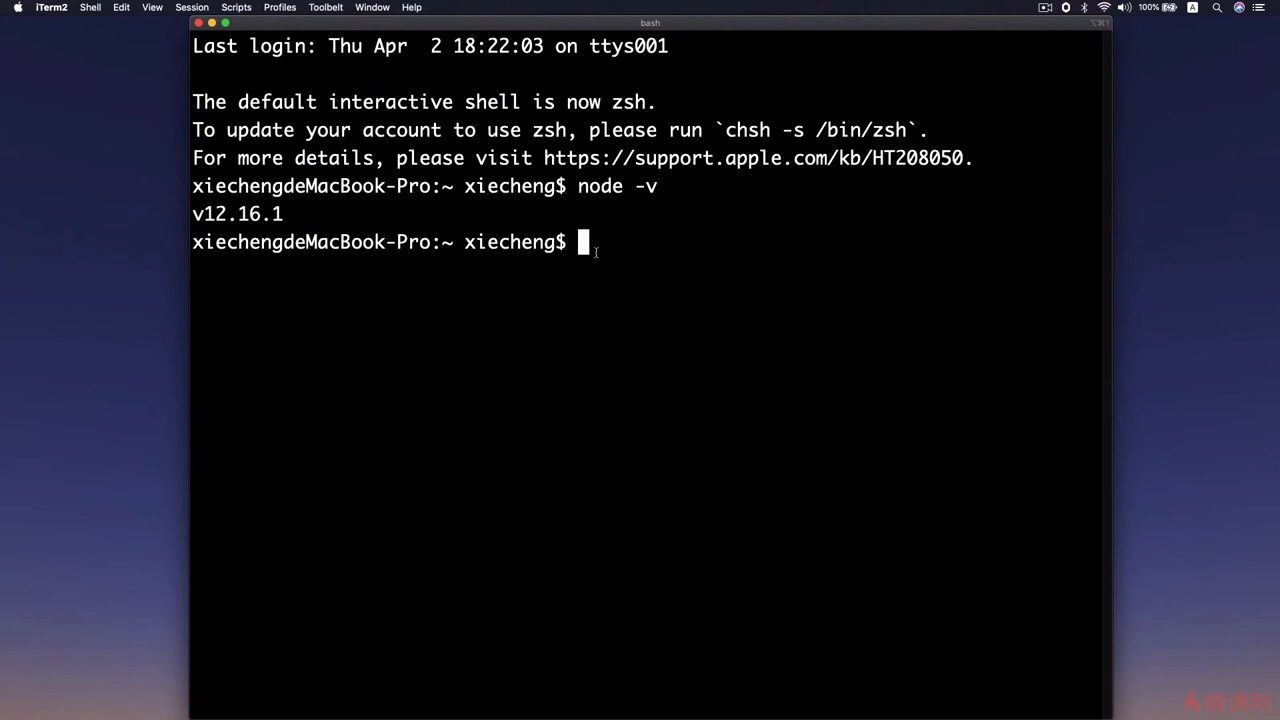 iTerm2 Shell Edit View Session Scripts Profiles Toolbelt Window Help 100% A
bash
⌥⌘1
Last login: Thu Apr  2 18:22:03 on ttys001
The default interactive shell is now zsh.
To update your account to use zsh, please run `chsh -s /bin/zsh`.
For more details, please visit https://support.apple.com/kb/HT208050.
xiechengdeMacBook-Pro:~ xiecheng$ node -v
v12.16.1
xiechengdeMacBook-Pro:~ xiecheng$